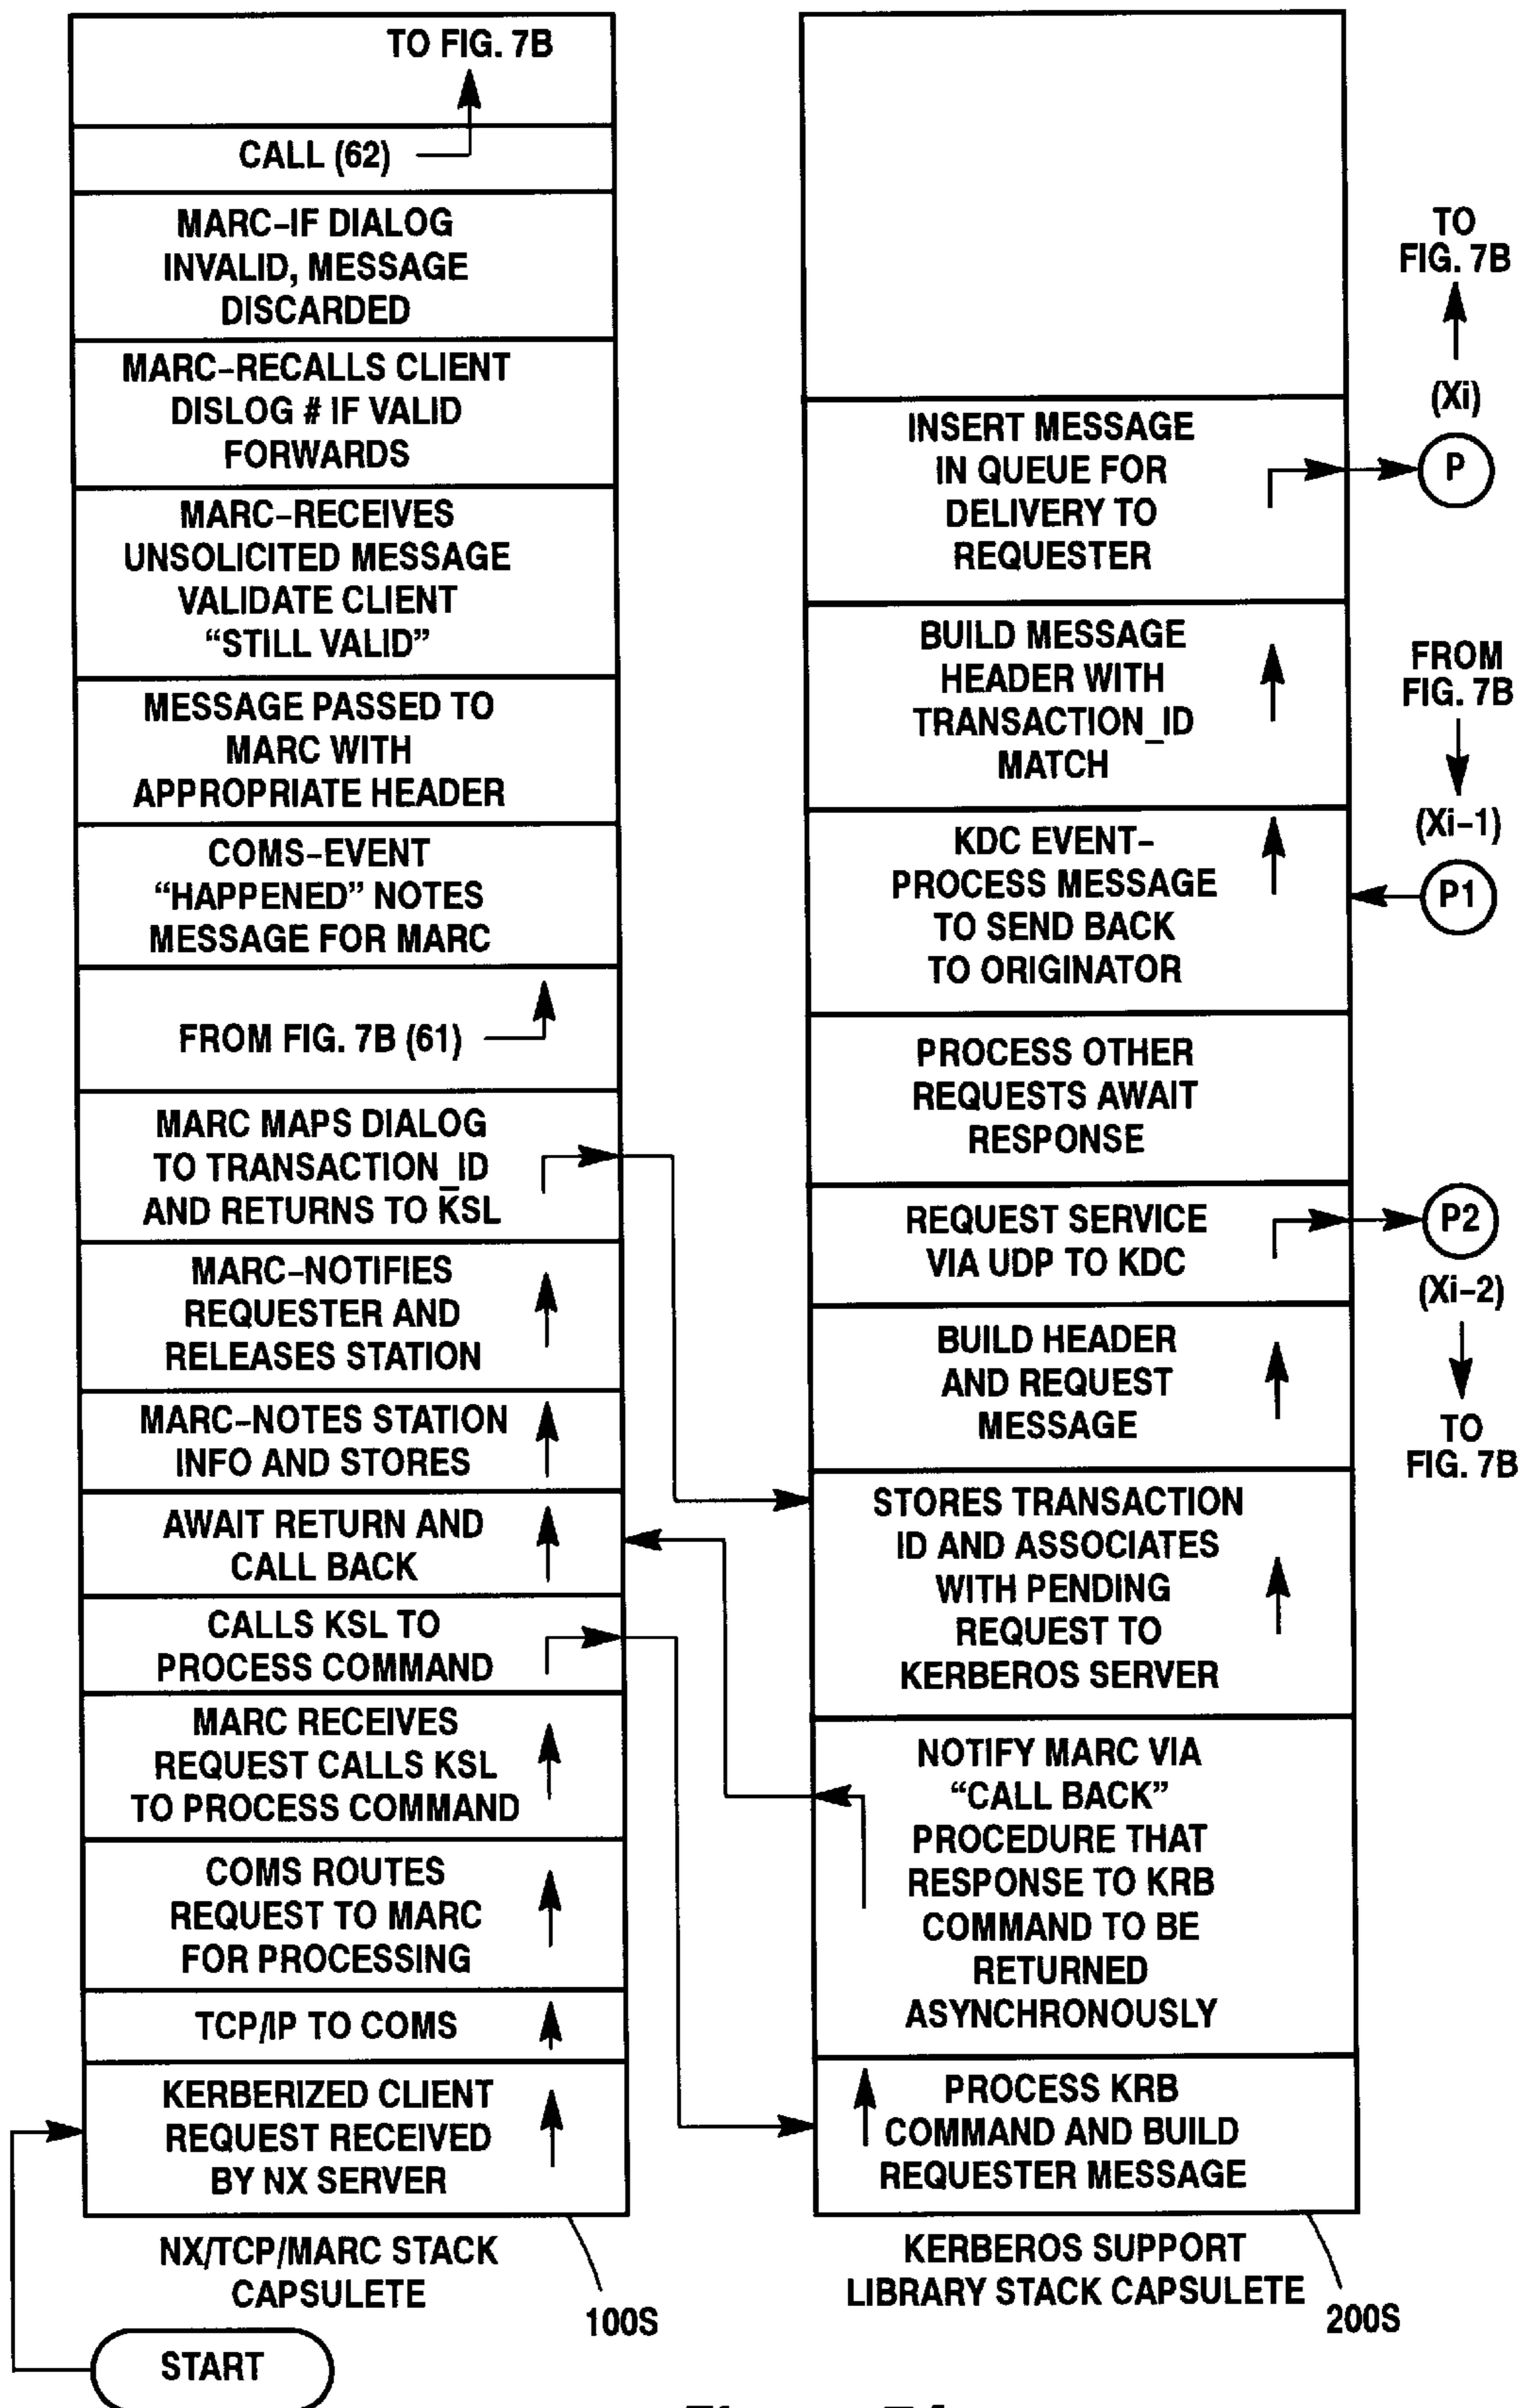 TO FIG. 7B
CALL (62)
MARC-IF DIALOG
INVALID, MESSAGE
DISCARDED
MARC-RECALLS CLIENT
DISLOG # IF VALID
FORWARDS
MARC-RECEIVES
UNSOLICITED MESSAGE
VALIDATE CLIENT
“STILL VALID”
MESSAGE PASSED TO
MARC WITH
APPROPRIATE HEADER
COMS-EVENT
“HAPPENED” NOTES
MESSAGE FOR MARC
FROM FIG. 7B (61)
MARC MAPS DIALOG
TO TRANSACTION_ID
AND RETURNS TO KSL
MARC-NOTIFIES
REQUESTER AND
RELEASES STATION
MARC-NOTES STATION
INFO AND STORES
AWAIT RETURN AND
CALL BACK
CALLS KSL TO
PROCESS COMMAND
MARC RECEIVES
REQUEST CALLS KSL
TO PROCESS COMMAND
COMS ROUTES
REQUEST TO MARC
FOR PROCESSING
TCP/IP TO COMS
KERBERIZED CLIENT
REQUEST RECEIVED
BY NX SERVER
NX/TCP/MARC STACK
CAPSULETE
100S
START
INSERT MESSAGE
IN QUEUE FOR
DELIVERY TO
REQUESTER
BUILD MESSAGE
HEADER WITH
TRANSACTION_ID
MATCH
KDC EVENT-
PROCESS MESSAGE
TO SEND BACK
TO ORIGINATOR
PROCESS OTHER
REQUESTS AWAIT
RESPONSE
REQUEST SERVICE
VIA UDP TO KDC
BUILD HEADER
AND REQUEST
MESSAGE
STORES TRANSACTION
ID AND ASSOCIATES
WITH PENDING
REQUEST TO
KERBEROS SERVER
NOTIFY MARC VIA
“CALL BACK”
PROCEDURE THAT
RESPONSE TO KRB
COMMAND TO BE
RETURNED
ASYNCHRONOUSLY
PROCESS KRB
COMMAND AND BUILD
REQUESTER MESSAGE
KERBEROS SUPPORT
LIBRARY STACK CAPSULETE
200S
TO
FIG. 7B
(Xi)
P
FROM
FIG. 7B
(Xi-1)
P1
P2
(Xi-2)
TO
FIG. 7B